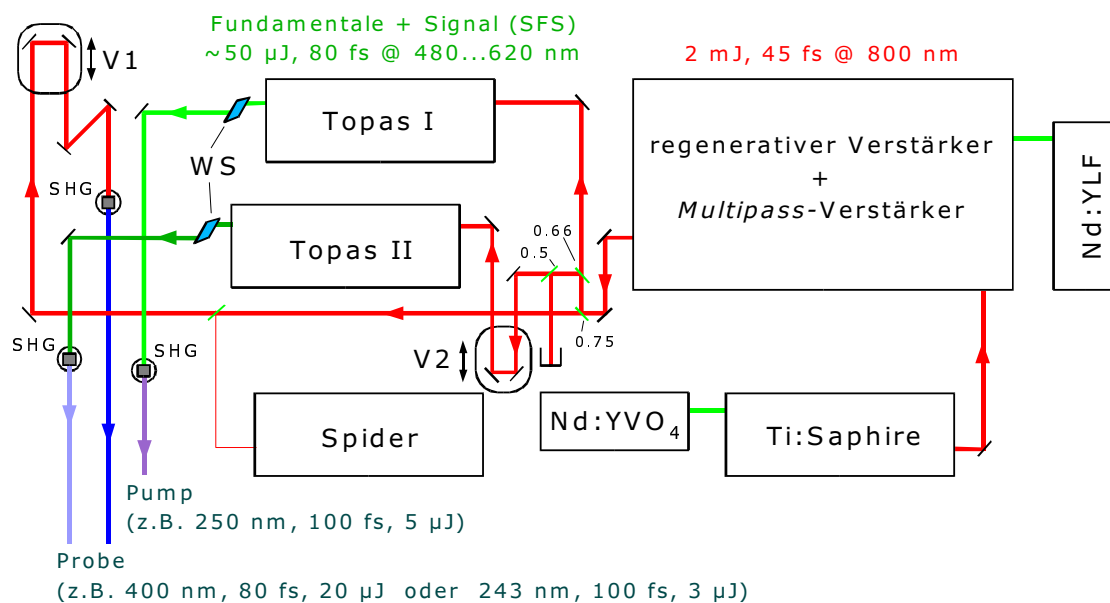 Fundamentale + Signal (SFS)
~50 µJ, 80 fs @ 480...620 nm
2 mJ, 45 fs @ 800 nm
V1
Topas I
regenerativer Verstärker
+
Multipass-Verstärker
Nd:YLF
WS
SHG
Topas II
0.66
0.5
0.75
SHG
SHG
V2
Spider
Nd:YVO4
Ti:Saphire
Pump
(z.B. 250 nm, 100 fs, 5 µJ)
Probe
(z.B. 400 nm, 80 fs, 20 µJ oder 243 nm, 100 fs, 3 µJ)